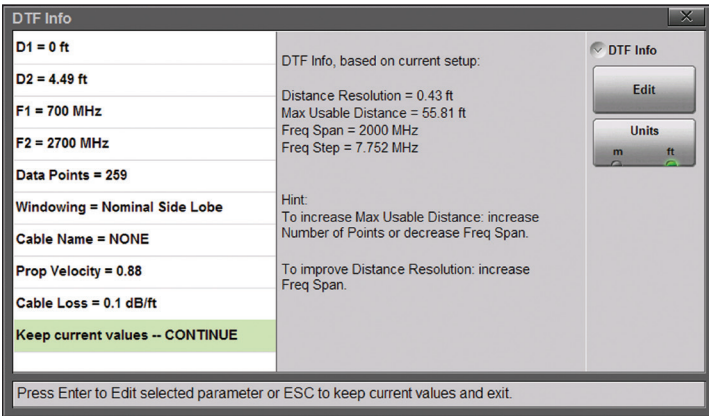 DTF Info
D1 = 0 ft
D2 = 4.49 ft
F1 = 700 MHz
F2 = 2700 MHz
Data Points = 259
Windowing = Nominal Side Lobe
Cable Name = NONE
Prop Velocity = 0.88
Cable Loss = 0.1 dB/ft
Keep current values -- CONTINUE
DTF Info, based on current setup:
Distance Resolution = 0.43 ft
Max Usable Distance = 55.81 ft
Freq Span = 2000 MHz
Freq Step = 7.752 MHz
Hint:
To increase Max Usable Distance: increase
Number of Points or decrease Freq Span.
To improve Distance Resolution: increase
Freq Span.
DTF Info
Edit
Units
m ft
Press Enter to Edit selected parameter or ESC to keep current values and exit.